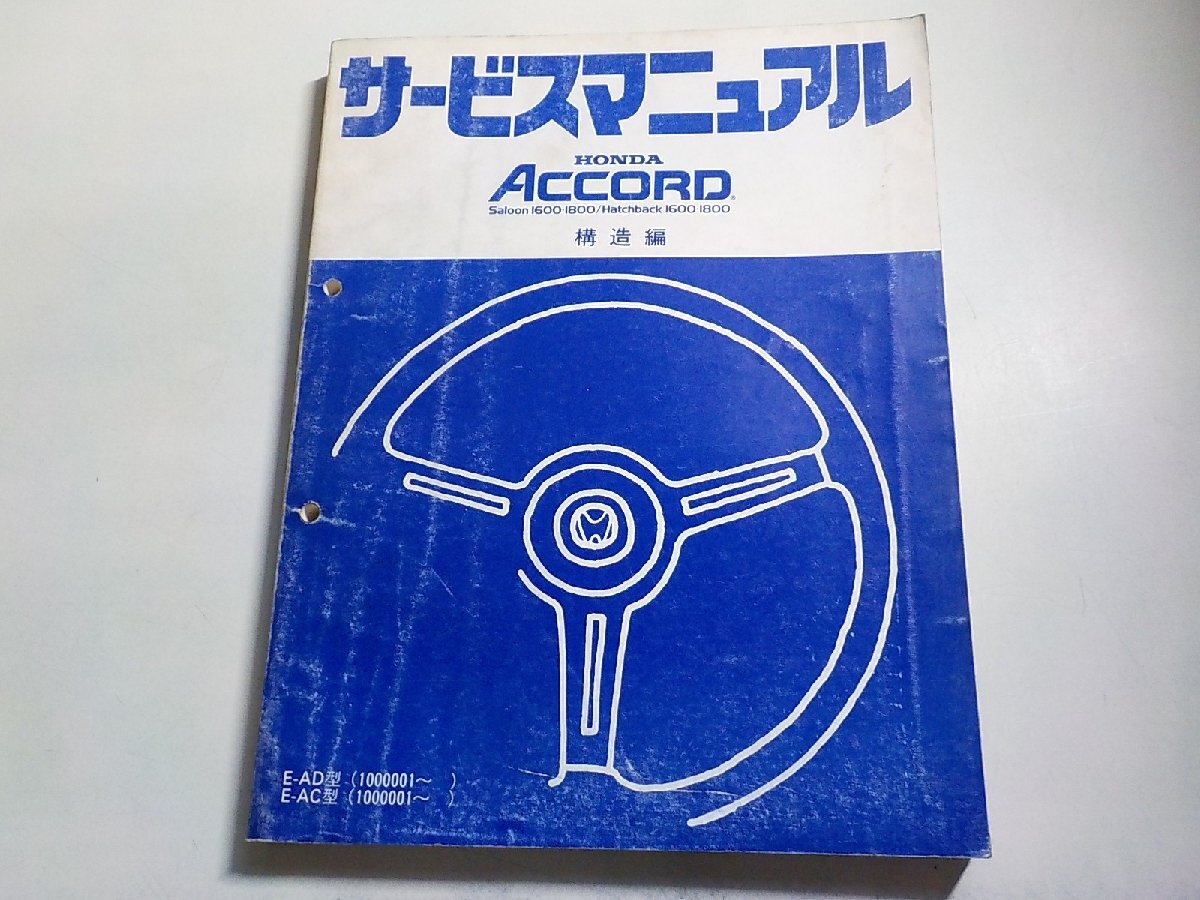 サービスマニュアル
HONDA
ACCORD®
Saloon 1600·1800/Hatchback 1600·1800
構造編
E-AD型 (1000001〜 )
E-AC型 (1000001〜 )